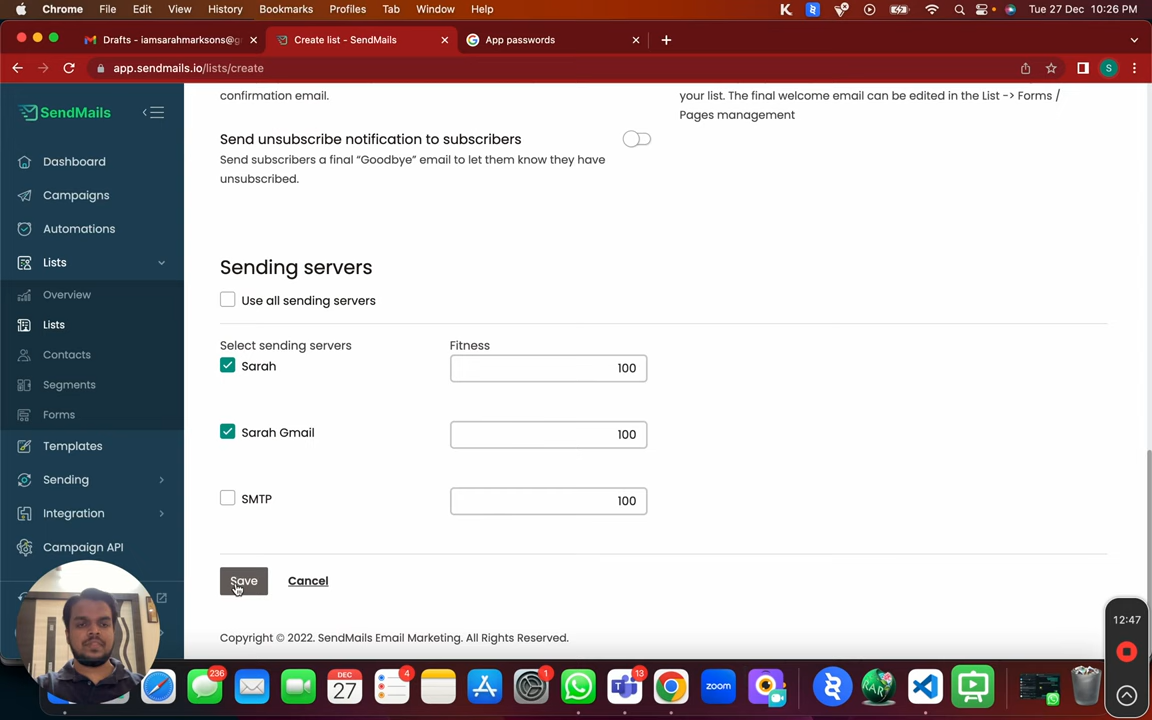 Chrome File Edit View History Bookmarks Profiles Tab Window Help
Tue 27 Dec 10:26 PM
Drafts - iamsarahmarksons@g
Create list - SendMails
App passwords
app.sendmails.io/lists/create
S
SendMails
Dashboard
Campaigns
Automations
Lists
Overview
Lists
Contacts
Segments
Forms
Templates
Sending
Integration
Campaign API
confirmation email.
Send unsubscribe notification to subscribers
Send subscribers a final “Goodbye” email to let them know they have
unsubscribed.
your list. The final welcome email can be edited in the List -> Forms /
Pages management
Sending servers
Use all sending servers
Select sending servers
Fitness
Sarah
100
Sarah Gmail
100
SMTP
100
Save
Cancel
Copyright © 2022. SendMails Email Marketing. All Rights Reserved.
12:47
236
DEC
27
4
1
13
zoom
RAR